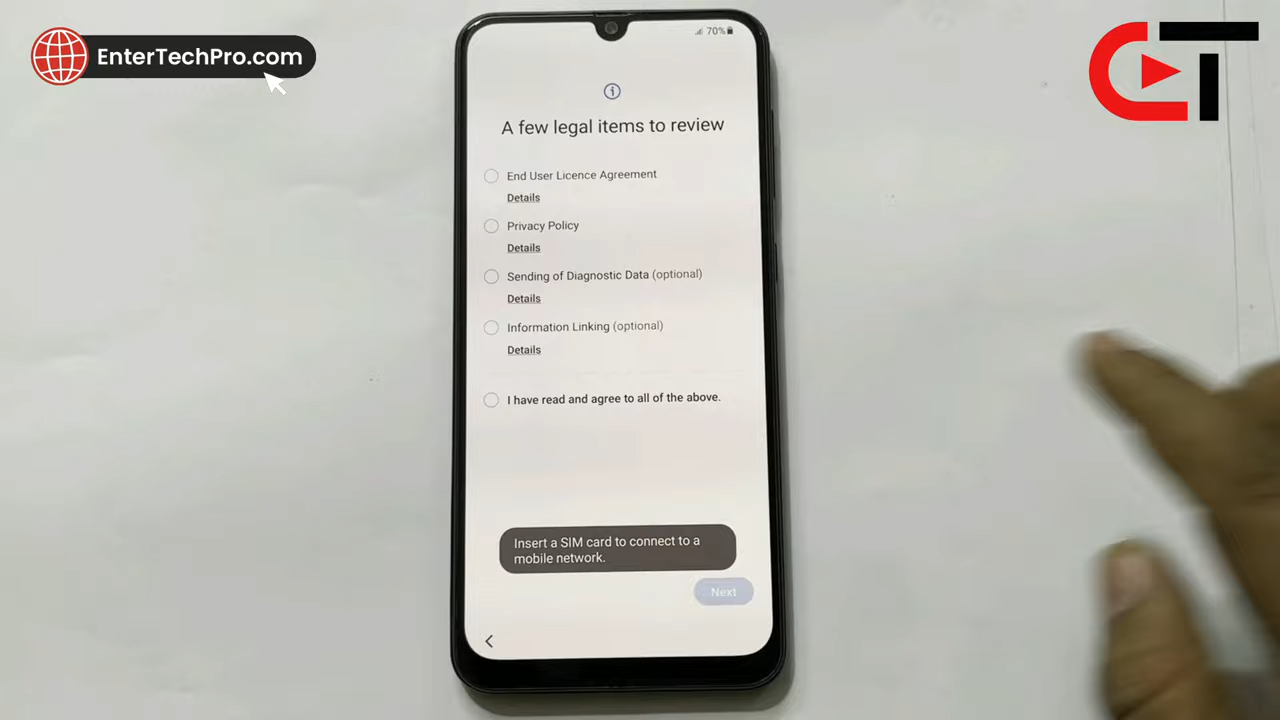 EnterTechPro.com
CT
70%
A few legal items to review
End User Licence Agreement
Details
Privacy Policy
Details
Sending of Diagnostic Data (optional)
Details
Information Linking (optional)
Details
I have read and agree to all of the above.
Insert a SIM card to connect to a
mobile network.
Next